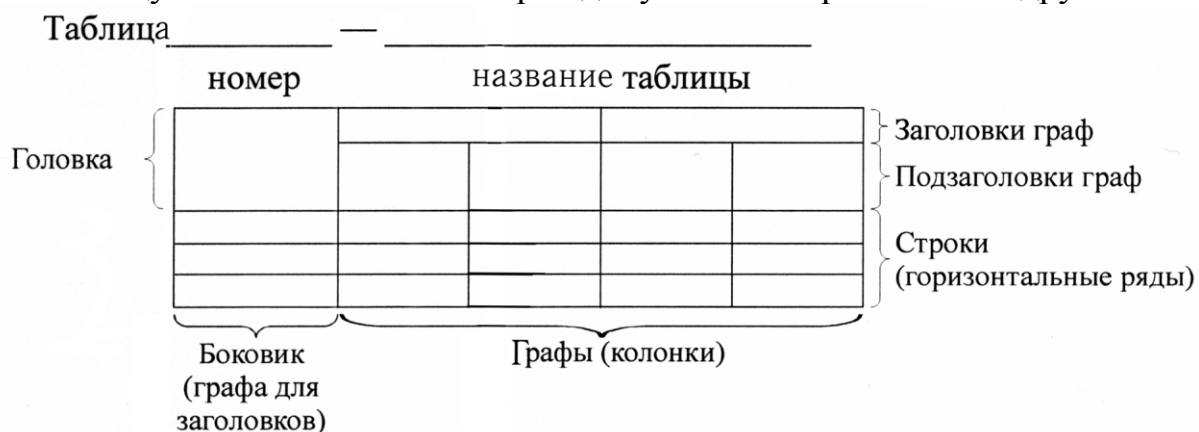 Таблица — 
номер название таблицы
Заголовки граф
Головка
Подзаголовки граф
Строки
(горизонтальные ряды)
Боковик
(графа для
заголовков)
Графы (колонки)